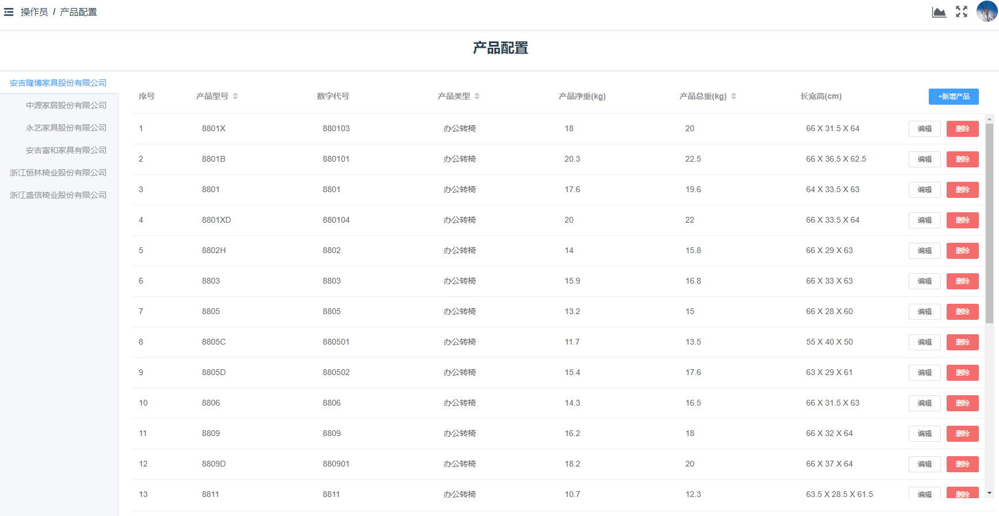 操作员 / 产品配置
产品配置
安吉隆博家具股份有限公司
中源家居股份有限公司
永艺家具股份有限公司
安吉富和家具有限公司
浙江恒林椅业股份有限公司
浙江盛信椅业股份有限公司
序号 产品型号 数字代号 产品类型 产品净重(kg) 产品总重(kg) 长宽高(cm) +新增产品
1 8801X 880103 办公转椅 18 20 66 X 31.5 X 64 编辑 删除
2 8801B 880101 办公转椅 20.3 22.5 66 X 36.5 X 62.5 编辑 删除
3 8801 8801 办公转椅 17.6 19.6 64 X 33.5 X 63 编辑 删除
4 8801XD 880104 办公转椅 20 22 66 X 33.5 X 64 编辑 删除
5 8802H 8802 办公转椅 14 15.8 66 X 29 X 63 编辑 删除
6 8803 8803 办公转椅 15.9 16.8 66 X 33 X 63 编辑 删除
7 8805 8805 办公转椅 13.2 15 66 X 28 X 60 编辑 删除
8 8805C 880501 办公转椅 11.7 13.5 55 X 40 X 50 编辑 删除
9 8805D 880502 办公转椅 15.4 17.6 63 X 29 X 61 编辑 删除
10 8806 8806 办公转椅 14.3 16.5 66 X 31.5 X 63 编辑 删除
11 8809 8809 办公转椅 16.2 18 66 X 32 X 64 编辑 删除
12 8809D 880901 办公转椅 18.2 20 66 X 37 X 64 编辑 删除
13 8811 8811 办公转椅 10.7 12.3 63.5 X 28.5 X 61.5 编辑 删除